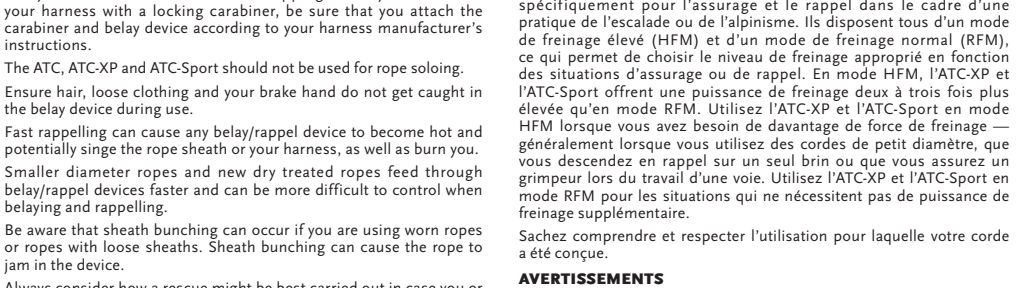 your harness with a locking carabiner, be sure that you attach the
carabiner and belay device according to your harness manufacturer's
instructions.
The ATC, ATC-XP and ATC-Sport should not be used for rope soloing.
Ensure hair, loose clothing and your brake hand do not get caught in
the belay device during use.
Fast rappelling can cause any belay/rappel device to become hot and
potentially singe the rope sheath or your harness, as well as burn you.
Smaller diameter ropes and new dry treated ropes feed through
belay/rappel devices faster and can be more difficult to control when
belaying and rappelling.
Be aware that sheath bunching can occur if you are using worn ropes
or ropes with loose sheaths. Sheath bunching can cause the rope to
jam in the device.
Always consider how a rescue might be best carried out in case you or
spécifiquement pour l'assurage et le rappel dans le cadre d'une
pratique de l'escalade ou de l'alpinisme. Ils disposent tous d'un mode
de freinage élevé (HFM) et d'un mode de freinage normal (RFM),
ce qui permet de choisir le niveau de freinage approprié en fonction
des situations d'assurage ou de rappel. En mode HFM, l'ATC-XP et
l'ATC-Sport offrent une puissance de freinage deux à trois fois plus
élevée qu'en mode RFM. Utilisez l'ATC-XP et l'ATC-Sport en mode
HFM lorsque vous avez besoin de davantage de force de freinage —
généralement lorsque vous utilisez des cordes de petit diamètre, que
vous descendez en rappel sur un seul brin ou que vous assurez un
grimpeur lors du travail d'une voie. Utilisez l'ATC-XP et l'ATC-Sport en
mode RFM pour les situations qui ne nécessitent pas de puissance de
freinage supplémentaire.
Sachez comprendre et respecter l'utilisation pour laquelle votre corde
a été conçue.
AVERTISSEMENTS